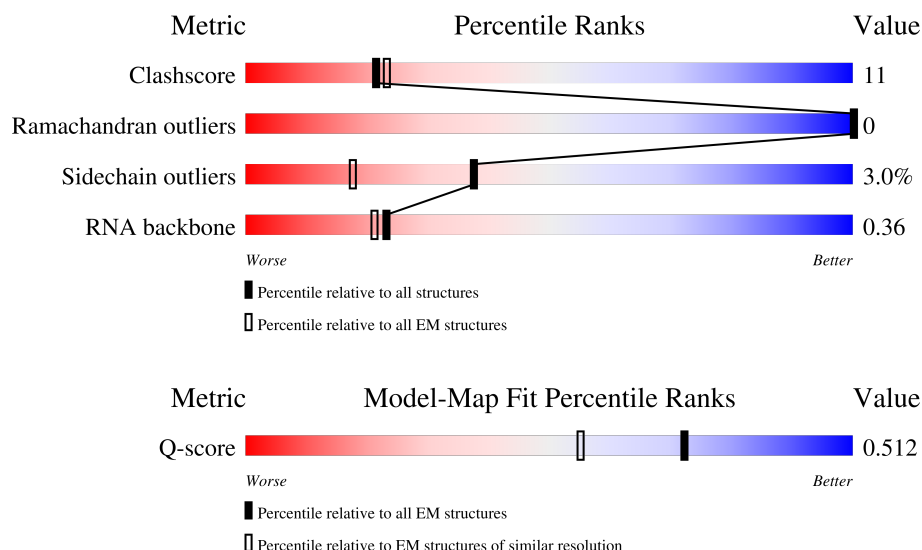 Metric Percentile Ranks Value
Clashscore 11
Ramachandran outliers 0
Sidechain outliers 3.0%
RNA backbone 0.36
Worse Better
Percentile relative to all structures
Percentile relative to all EM structures
Metric Model-Map Fit Percentile Ranks Value
Q-score 0.512
Worse Better
Percentile relative to all EM structures
Percentile relative to EM structures of similar resolution